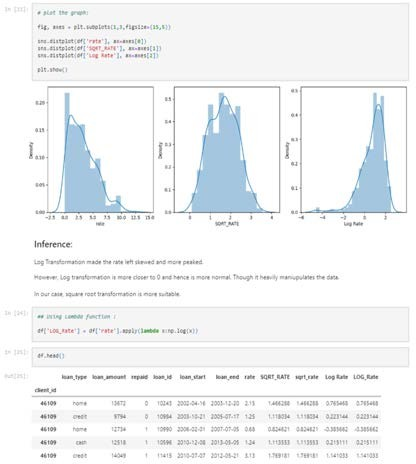 In [23]:
# plot the graph:
fig, axes = plt.subplots(1,3,figsize=(15,5))
sns.distplot(df['rate'], ax=axes[0])
sns.distplot(df['SQRT_RATE'], ax=axes[1])
sns.distplot(df['Log Rate'], ax=axes[2])
plt.show()
0.20
0.15
0.10
0.05
0.00
Density
-2.5 0.0 2.5 5.0 7.5 10.0 12.5 15.0
rate
0.5
0.4
0.3
0.2
0.1
0.0
Density
0 1 2 3 4
SQRT_RATE
0.5
0.4
0.3
0.2
0.1
0.0
Density
-6 -4 -2 0 2
Log Rate
Inference:
Log Transformation made the rate left skewed and more peaked.
However, Log transformation is more closer to 0 and hence is more normal. Though it heavily maniupulates the data.
In our case, square root transformation is more suitable.
In [24]:
## Using Lambda function :
df['LOG_Rate'] = df['rate'].apply(lambda x:np.log(x))
df.head()
loan_type loan_amount repaid loan_id loan_start loan_end rate SQRT_RATE sqrt_rate Log Rate LOG_Rate
client_id
46109 home 13672 0 10243 2002-04-16 2003-12-20 2.15 1.466288 1.466288 0.765468 0.765468
46109 credit 9794 0 10984 2003-10-21 2005-07-17 1.25 1.118034 1.118034 0.223144 0.223144
46109 home 12734 1 10990 2006-02-01 2007-07-05 0.68 0.824621 0.824621 -0.385662 -0.385662
46109 cash 12518 1 10596 2010-12-08 2013-05-05 1.24 1.113553 1.113553 0.215111 0.215111
46109 credit 14049 1 11415 2010-07-07 2012-05-21 3.13 1.769181 1.769181 1.141033 1.141033